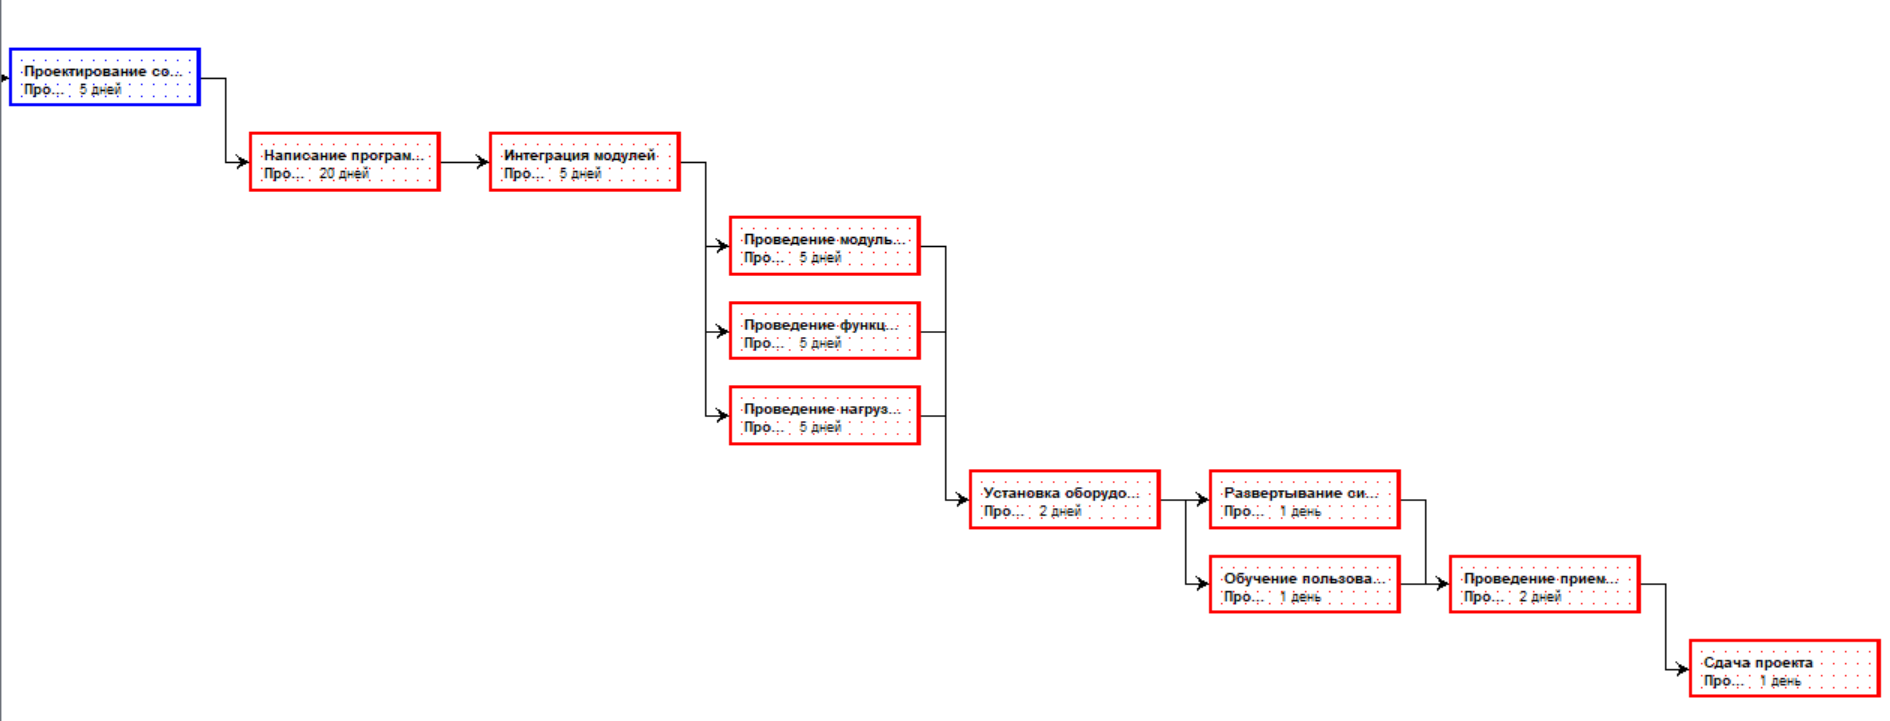 Проектирование со...
Про... 5 дней
Написание програм...
Про... 20 дней
Интеграция модулей
Про... 5 дней
Проведение модуль...
Про... 5 дней
Проведение функц...
Про... 5 дней
Проведение нагруз...
Про... 5 дней
Установка оборудо...
Про... 2 дней
Развертывание си...
Про... 1 день
Обучение пользова...
Про... 1 день
Проведение прием...
Про... 2 дней
Сдача проекта
Про... 1 день